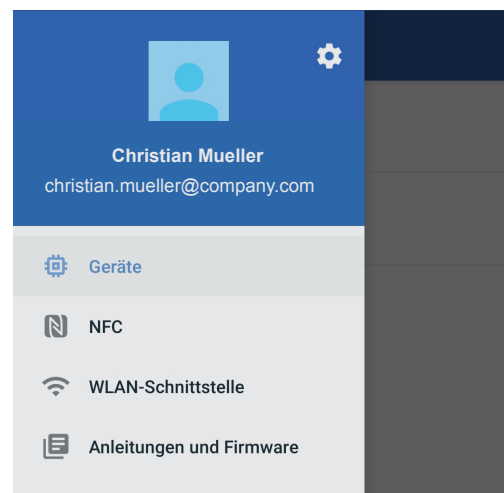 Christian Mueller
christian.mueller@company.com
Geräte
NFC
WLAN-Schnittstelle
Anleitungen und Firmware